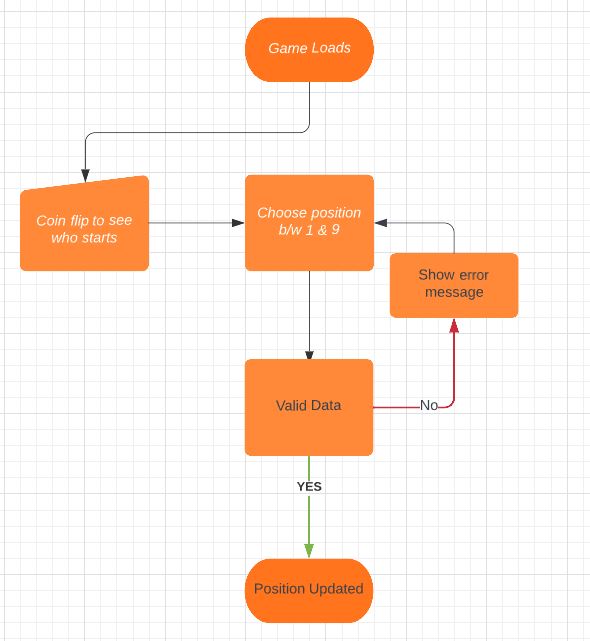 Game Loads
Coin flip to see
who starts
Choose position
b/w 1 & 9
Show error
message
Valid Data
No
YES
Position Updated